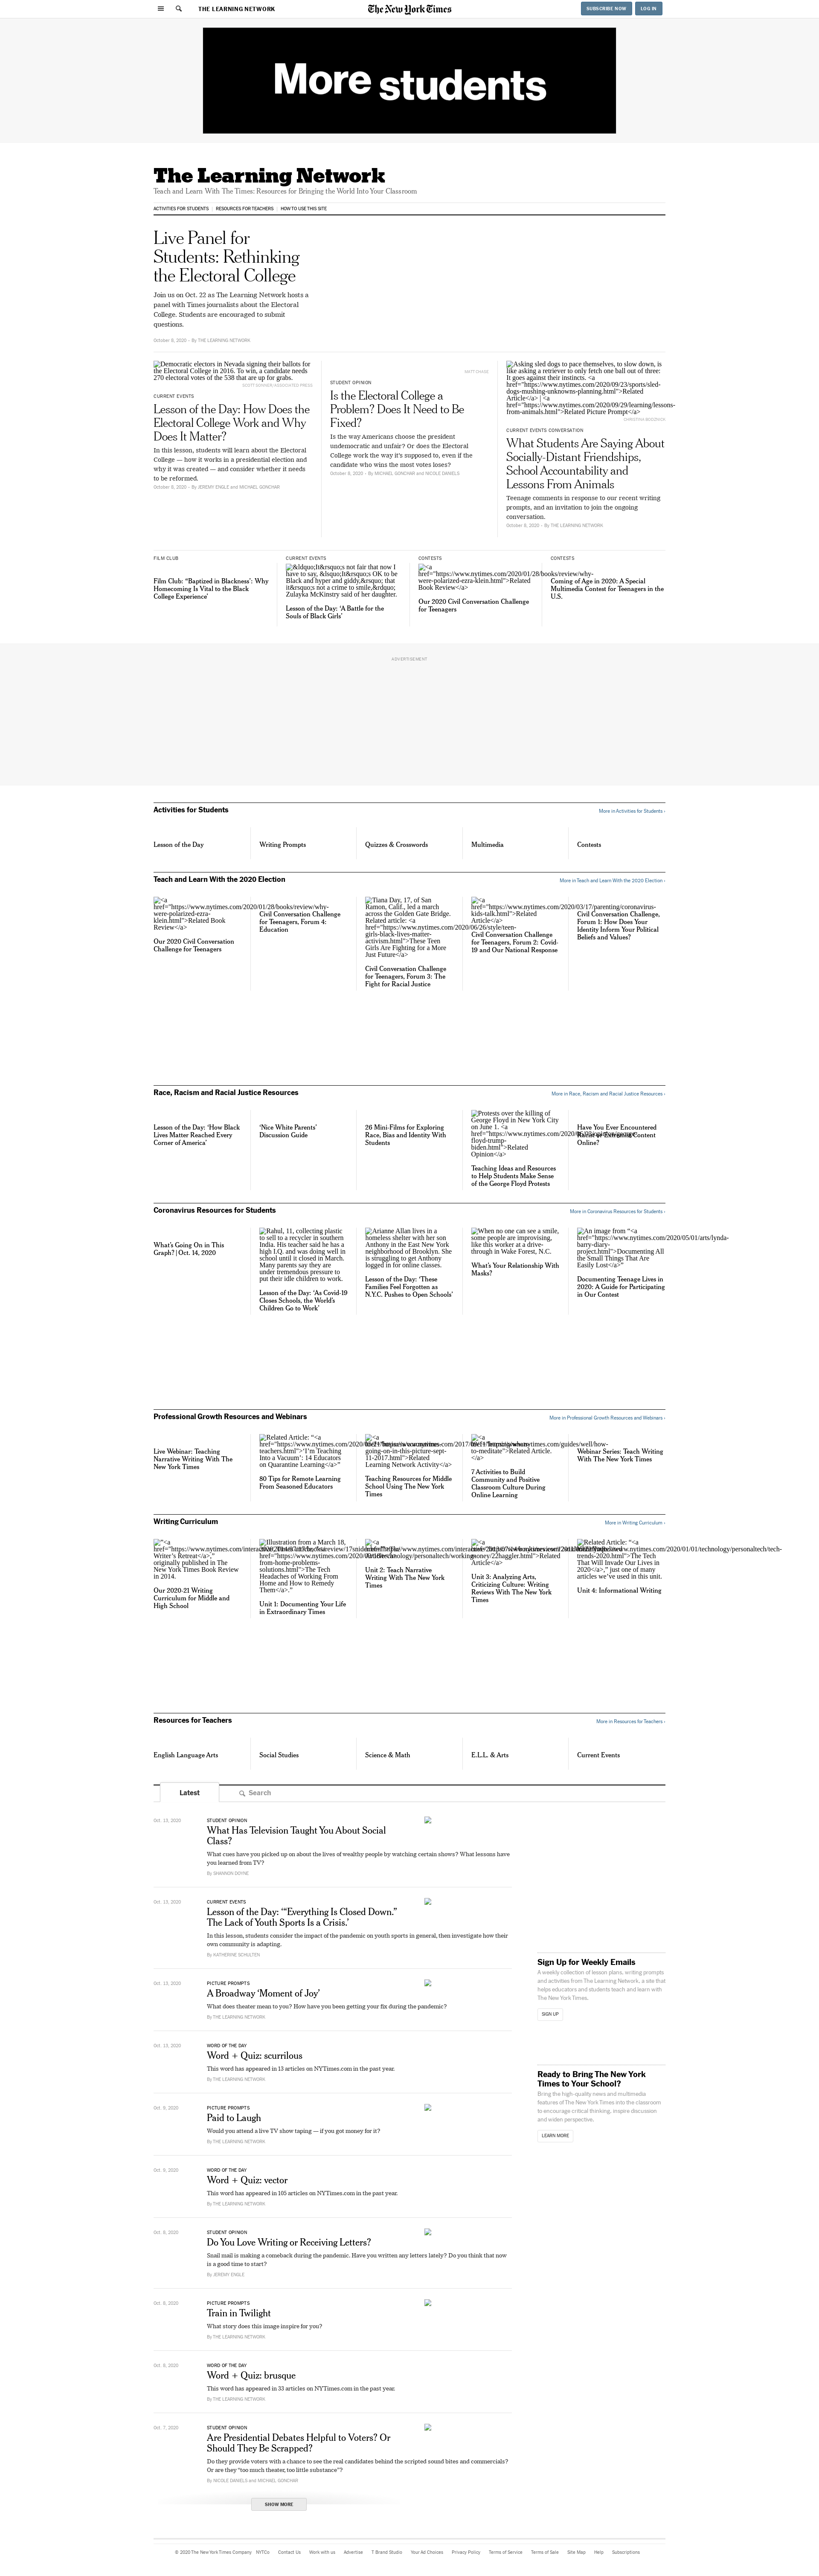 THE LEARNING NETWORK
The New York Times
SUBSCRIBE NOW
LOG IN
More students
The Learning Network
Teach and Learn With The Times: Resources for Bringing the World Into Your Classroom
ACTIVITIES FOR STUDENTS
RESOURCES FOR TEACHERS
HOW TO USE THIS SITE
Live Panel for
Students: Rethinking
the Electoral College
Join us on Oct. 22 as The Learning Network hosts a
panel with Times journalists about the Electoral
College. Students are encouraged to submit
questions.
October 9, 2020 - By THE LEARNING NETWORK
Democratic electors in Nevada signing their ballots for
the Electoral College in 2016. To win, a candidate needs
270 electoral votes of the 538 that are up for grabs.
CURRENT EVENTS
Lesson of the Day: How Does the
Electoral College Work and Why
Does It Matter?
In this lesson, students will learn about the Electoral
College — how it works in a presidential election and
why it was created — and consider whether it needs
to be reformed.
October 6, 2020 - By JEREMY ENGLE and MICHAEL GONCHAR
MATT CHASE
STUDENT OPINION
Is the Electoral College a
Problem? Does It Need to Be
Fixed?
Is the way Americans choose the president
undemocratic and unfair? Or does the Electoral
College work the way it's supposed to, even if the
candidate who wins the most votes loses?
October 6, 2020 - By MICHAEL GONCHAR and NICOLE DANIELS
Asking sled dogs to pace themselves, to slow down, is
like asking a retriever to only fetch one ball out of three:
It goes against their instincts. <a
href="https://www.nytimes.com/2020/09/23/sports/sled-
dogs-mushing-unknowns-planning.html">Related
Article</a> | <a
href="https://www.nytimes.com/2020/09/29/learning/lessons-
from-animals.html">Related Picture Prompt</a>
CURRENT EVENTS CONVERSATION
What Students Are Saying About
Socially-Distant Friendships,
School Accountability and
Lessons From Animals
Teenage comments in response to our recent writing
prompts, and an invitation to join the ongoing
conversation.
October 8, 2020 - By THE LEARNING NETWORK
FILM CLUB
Film Club: “Baptized in Blackness’: Why
Homecoming Is Vital to the Black
College Experience’
CURRENT EVENTS
&ldquo;It&rsquo;s not fair that now I
have to say, &lsquo;It&rsquo;s OK to be
Black and hyper and giddy,&rsquo; that
it&rsquo;s not a crime to smile,&rdquo;
Zulayka McKinstry said of her daughter.
Lesson of the Day: ‘A Battle for the
Souls of Black Girls’
CONTESTS
<a
href="https://www.nytimes.com/2020/01/28/books/review/why-
were-polarized-ezra-klein.html">Related
Book Review</a>
Our 2020 Civil Conversation Challenge
for Teenagers
CONTESTS
Coming of Age in 2020: A Special
Multimedia Contest for Teenagers in the
U.S.
ADVERTISEMENT
Activities for Students
More in Activities for Students ›
Lesson of the Day
Writing Prompts
Quizzes & Crosswords
Multimedia
Contests
Teach and Learn With the 2020 Election
More in Teach and Learn With the 2020 Election ›
<a
href="https://www.nytimes.com/2020/01/28/books/review/why-
were-polarized-ezra-
klein.html">Related Book
Review</a>
Our 2020 Civil Conversation
Challenge for Teenagers
Civil Conversation Challenge
for Teenagers, Forum 4:
Education
Tiana Day, 17, of San
Ramon, Calif., led a march
across the Golden Gate Bridge.
Related article: <a
href="https://www.nytimes.com/2020/06/26/style/teen-
girls-black-lives-matter-
activism.html">These Teen
Girls Are Fighting for a More
Just Future</a>
Civil Conversation Challenge
for Teenagers, Forum 3: The
Fight for Racial Justice
<a
href="https://www.nytimes.com/2020/03/17/parenting/coronavirus-
kids-talk.html">Related
Article</a>
Civil Conversation Challenge
for Teenagers, Forum 2: Covid-
19 and Our National Response
Civil Conversation Challenge,
Forum 1: How Does Your
Identity Inform Your Political
Beliefs and Values?
Race, Racism and Racial Justice Resources
More in Race, Racism and Racial Justice Resources ›
Lesson of the Day: ‘How Black
Lives Matter Reached Every
Corner of America’
‘Nice White Parents’
Discussion Guide
26 Mini-Films for Exploring
Race, Bias and Identity With
Students
Protests over the killing of
George Floyd in New York City
on June 1. <a
floyd-trump-
biden.html">Related
Opinion</a>
Teaching Ideas and Resources
to Help Students Make Sense
of the George Floyd Protests
Have You Ever Encountered
Racist or Extremist Content
Online?
Coronavirus Resources for Students
More in Coronavirus Resources for Students ›
What’s Going On in This
Graph? | Oct. 14, 2020
Rahul, 11, collecting plastic
to sell to a recycler in southern
India. His teacher said he has a
high I.Q. and was doing well in
school until it closed in March.
Many parents say they are
under tremendous pressure to
put their idle children to work.
Lesson of the Day: ‘As Covid-19
Closes Schools, the World’s
Children Go to Work’
Arianne Allan lives in a
homeless shelter with her son
Anthony in the East New York
neighborhood of Brooklyn. She
is struggling to get Anthony
logged in for online classes.
Lesson of the Day: ‘These
Families Feel Forgotten as
N.Y.C. Pushes to Open Schools’
When no one can see a smile,
some people are improvising,
like this woman at a drive-
through in Wake Forest, N.C.
What’s Your Relationship With
Masks?
An image from “<a
href="https://www.nytimes.com/2020/05/01/arts/lynda-
barry-diary-
project.html">Documenting All
the Small Things That Are
Easily Lost</a>”
Documenting Teenage Lives in
2020: A Guide for Participating
in Our Contest
Professional Growth Resources and Webinars
More in Professional Growth Resources and Webinars ›
Live Webinar: Teaching
Narrative Writing With The
New York Times
Related Article: “<a
teachers.html">‘I’m Teaching
Into a Vacuum’: 14 Educators
on Quarantine Learning</a>”
80 Tips for Remote Learning
From Seasoned Educators
going-on-in-this-picture-sept-
11-2017.html">Related
Learning Network Activity</a>
Teaching Resources for Middle
School Using The New York
Times
to-meditate">Related Article.
</a>
7 Activities to Build
Community and Positive
Classroom Culture During
Online Learning
Webinar Series: Teach Writing
With The New York Times
Writing Curriculum
More in Writing Curriculum ›
Writer’s Retreat</a>,”
originally published in The
New York Times Book Review
in 2014.
Our 2020-21 Writing
Curriculum for Middle and
High School
Illustration from a March 18,
from-home-problems-
solutions.html">The Tech
Headaches of Working From
Home and How to Remedy
Them</a>.”
Unit 1: Documenting Your Life
in Extraordinary Times
Unit 2: Teach Narrative
Writing With The New York
Times
money/22haggler.html">Related
Article</a>
Unit 3: Analyzing Arts,
Criticizing Culture: Writing
Reviews With The New York
Times
Related Article: “<a
trends-2020.html">The Tech
That Will Invade Our Lives in
2020</a>,” just one of many
articles we’ve used in this unit.
Unit 4: Informational Writing
Resources for Teachers
More in Resources for Teachers ›
English Language Arts
Social Studies
Science & Math
E.L.L. & Arts
Current Events
Latest
Search
Oct. 13, 2020
STUDENT OPINION
What Has Television Taught You About Social
Class?
What cues have you picked up on about the lives of wealthy people by watching certain shows? What lessons have
you learned from TV?
By SHANNON DOYNE
Oct. 13, 2020
CURRENT EVENTS
Lesson of the Day: ‘“Everything Is Closed Down.”
The Lack of Youth Sports Is a Crisis.’
In this lesson, students consider the impact of the pandemic on youth sports in general, then investigate how their
own community is adapting.
By KATHERINE SCHULTEN
Oct. 13, 2020
PICTURE PROMPTS
A Broadway ‘Moment of Joy’
What does theater mean to you? How have you been getting your fix during the pandemic?
By THE LEARNING NETWORK
Oct. 13, 2020
WORD OF THE DAY
Word + Quiz: scurrilous
This word has appeared in 13 articles on NYTimes.com in the past year.
By THE LEARNING NETWORK
Oct. 9, 2020
PICTURE PROMPTS
Paid to Laugh
Would you attend a live TV show taping — if you got money for it?
By THE LEARNING NETWORK
Oct. 9, 2020
WORD OF THE DAY
Word + Quiz: vector
This word has appeared in 105 articles on NYTimes.com in the past year.
By THE LEARNING NETWORK
Oct. 8, 2020
STUDENT OPINION
Do You Love Writing or Receiving Letters?
Snail mail is making a comeback during the pandemic. Have you written any letters lately? Do you think that now
is a good time to start?
By JEREMY ENGLE
Oct. 8, 2020
PICTURE PROMPTS
Train in Twilight
What story does this image inspire for you?
By THE LEARNING NETWORK
Oct. 8, 2020
WORD OF THE DAY
Word + Quiz: brusque
This word has appeared in 33 articles on NYTimes.com in the past year.
By THE LEARNING NETWORK
Oct. 7, 2020
STUDENT OPINION
Are Presidential Debates Helpful to Voters? Or
Should They Be Scrapped?
Do they provide voters with a chance to see the real candidates behind the scripted sound bites and commercials?
Or are they “too much theater, too little substance”?
By NICOLE DANIELS and MICHAEL GONCHAR
SHOW MORE
Sign Up for Weekly Emails
A weekly collection of lesson plans, writing prompts
and activities from The Learning Network, a site that
helps educators and students teach and learn with
The New York Times.
SIGN UP
Ready to Bring The New York
Times to Your School?
Bring the high-quality news and multimedia
features of The New York Times into the classroom
to encourage critical thinking, inspire discussion
and widen perspective.
LEARN MORE
© 2020 The New York Times Company
NYTCo
Contact Us
Work with us
Advertise
T Brand Studio
Your Ad Choices
Privacy Policy
Terms of Service
Terms of Sale
Site Map
Help
Subscriptions